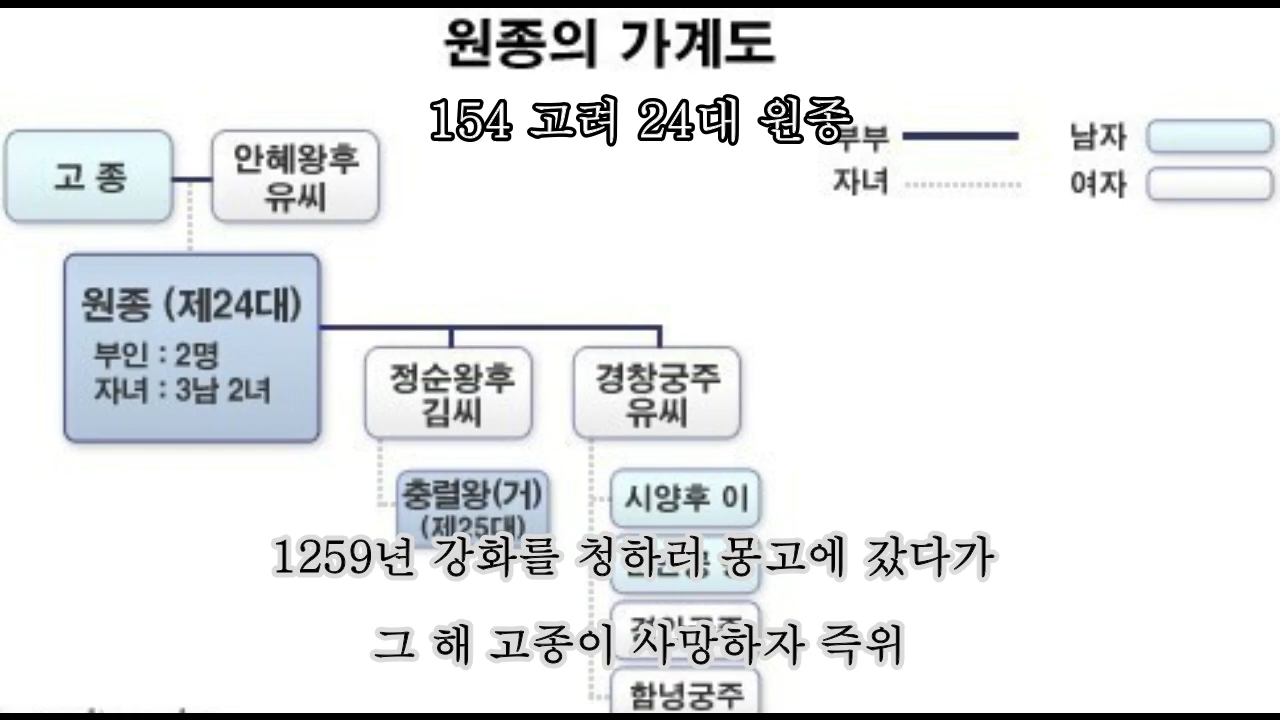 원종의 가계도
154 고려 24대 원종
부부
남자
자녀
여자
고 종
안혜왕후
유씨
원종 (제24대)
부인 : 2명
자녀 : 3남 2녀
정순왕후
김씨
경창궁주
유씨
충렬왕(거)
(제25대)
시양후 이
1259년 강화를 청하러 몽고에 갔다가
그 해 고종이 사망하자 즉위
함녕궁주